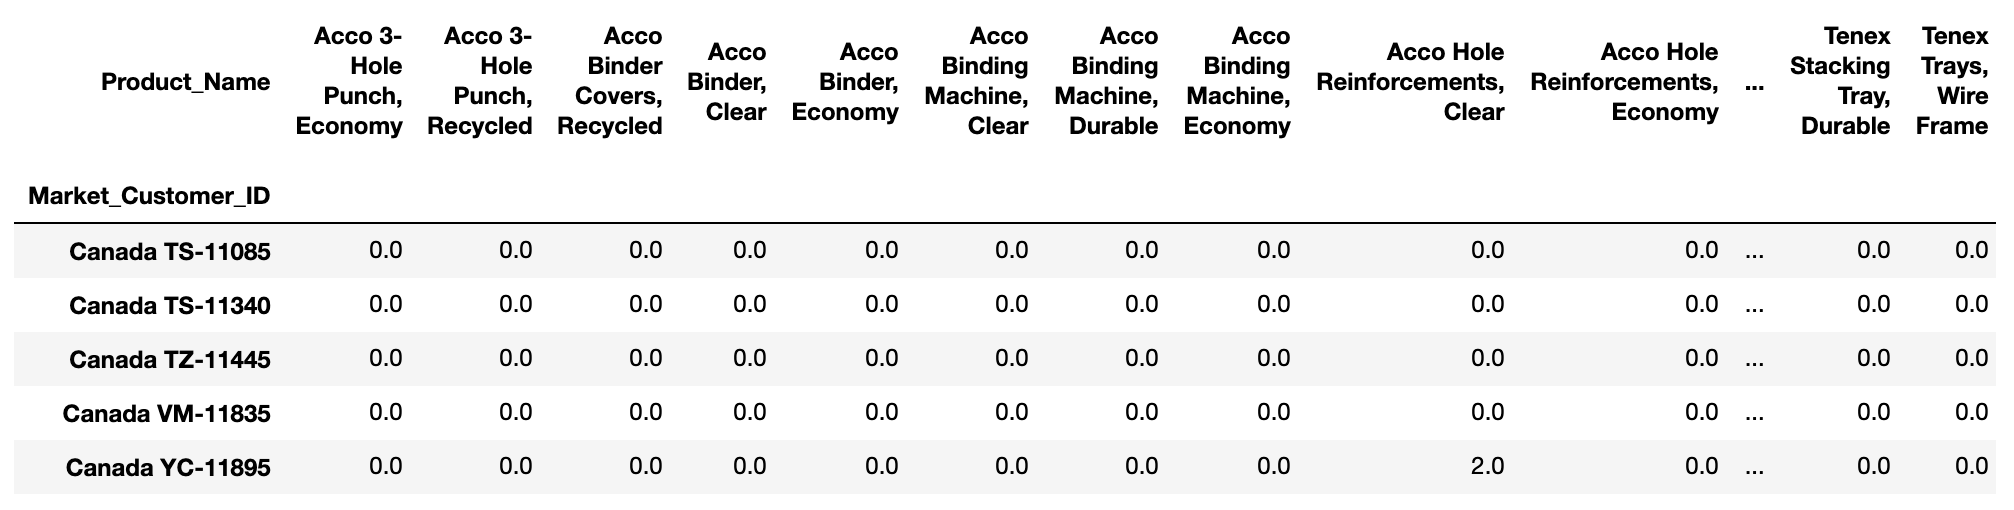 Product_Name Acco 3-Hole Punch, Economy Acco 3-Hole Punch, Recycled Acco Binder Covers, Recycled Acco Binder, Clear Acco Binder, Economy Acco Binding Machine, Clear Acco Binding Machine, Durable Acco Binding Machine, Economy Acco Hole Reinforcements, Clear Acco Hole Reinforcements, Economy ... Tenex Stacking Tray, Durable Tenex Trays, Wire Frame
Market_Customer_ID
Canada TS-11085 0.0 0.0 0.0 0.0 0.0 0.0 0.0 0.0 0.0 0.0 ... 0.0 0.0
Canada TS-11340 0.0 0.0 0.0 0.0 0.0 0.0 0.0 0.0 0.0 0.0 ... 0.0 0.0
Canada TZ-11445 0.0 0.0 0.0 0.0 0.0 0.0 0.0 0.0 0.0 0.0 ... 0.0 0.0
Canada VM-11835 0.0 0.0 0.0 0.0 0.0 0.0 0.0 0.0 0.0 0.0 ... 0.0 0.0
Canada YC-11895 0.0 0.0 0.0 0.0 0.0 0.0 0.0 0.0 2.0 0.0 ... 0.0 0.0